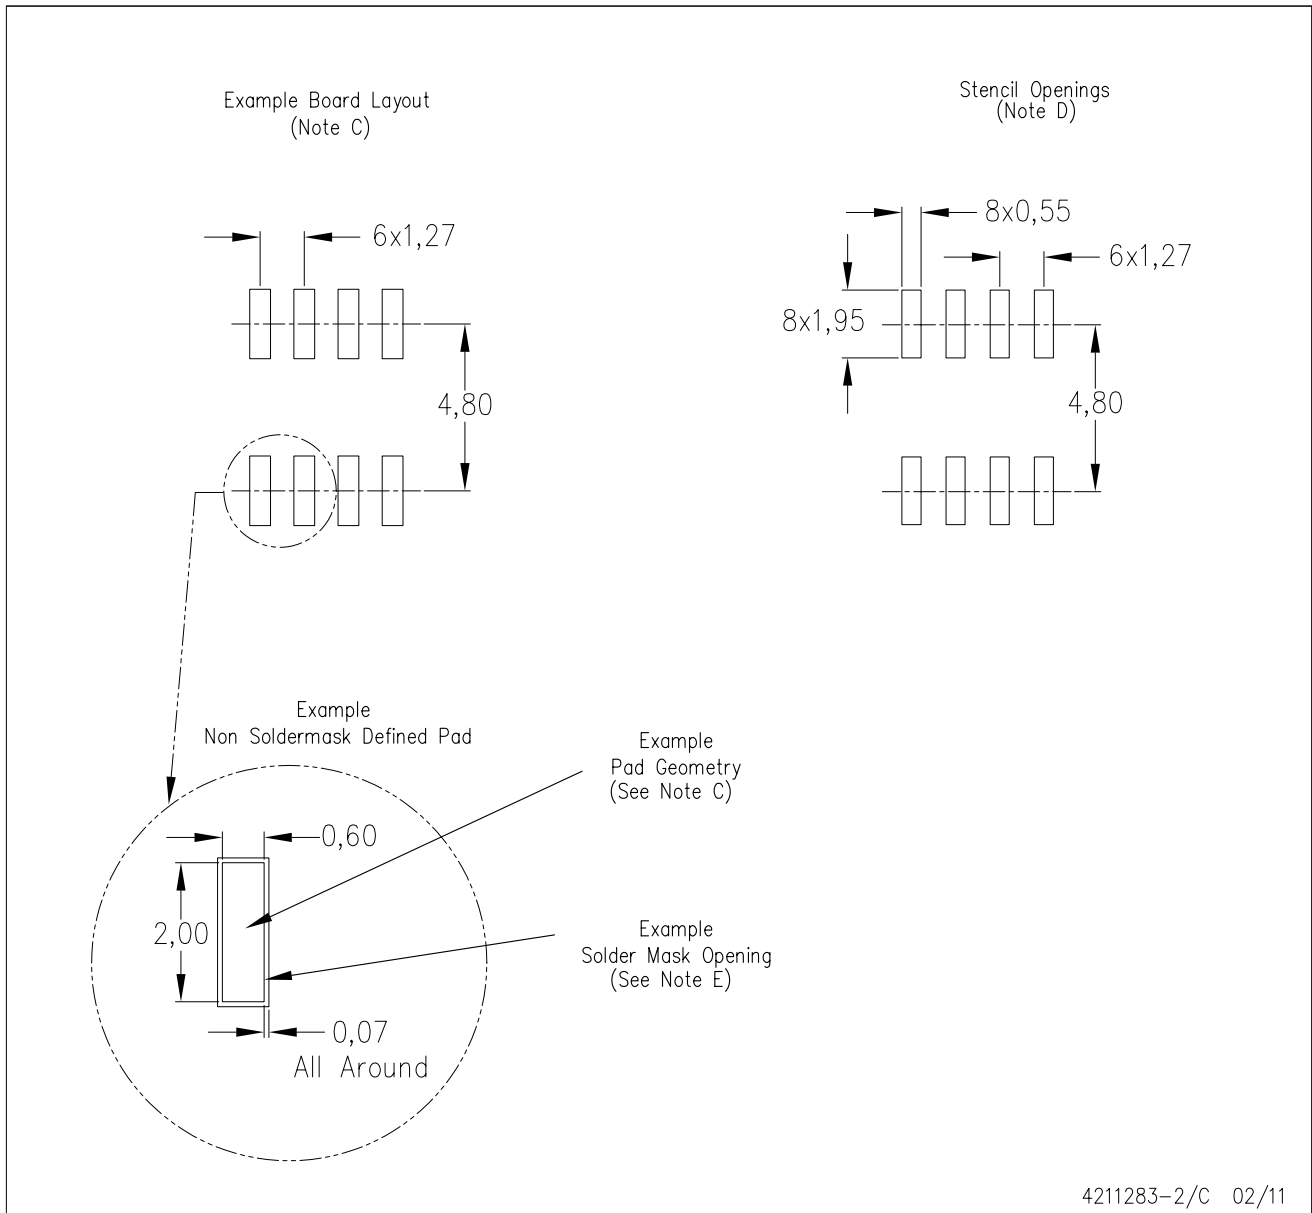 Example Board Layout
(Note C)
6x1,27
4,80
Stencil Openings
(Note D)
8x0,55
6x1,27
8x1,95
4,80
Example
Non Soldermask Defined Pad
0,60
2,00
0,07
All Around
Example
Pad Geometry
(See Note C)
Example
Solder Mask Opening
(See Note E)
4211283-2/C 02/11